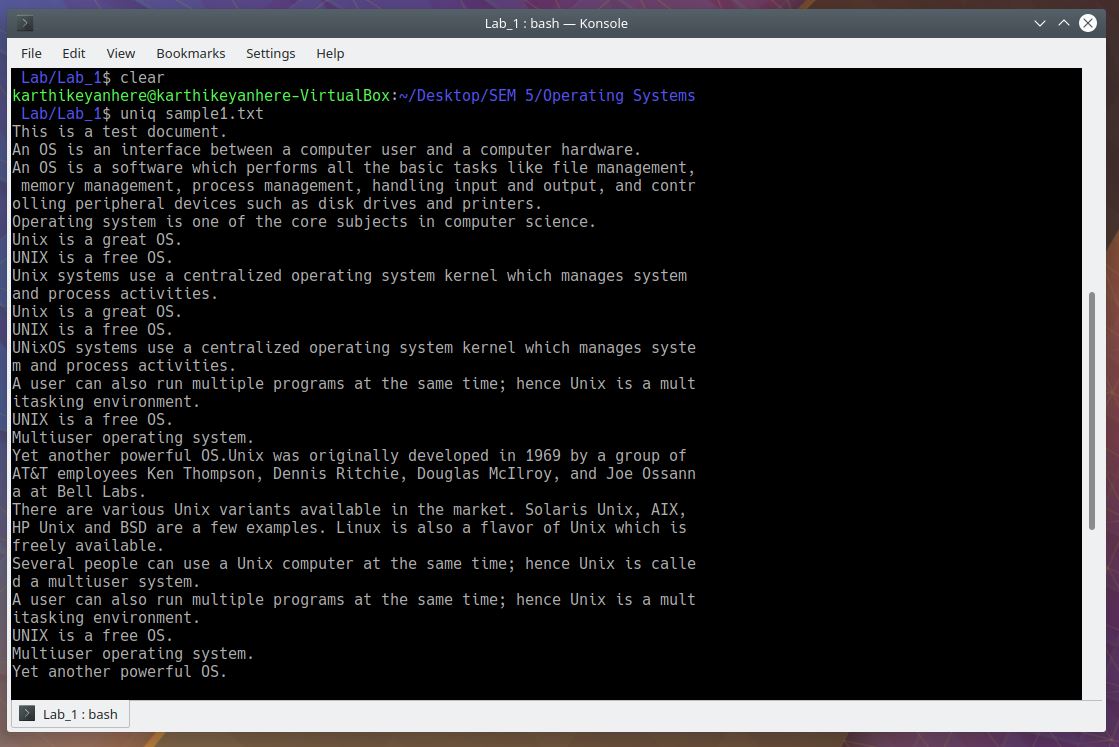 Lab_1 : bash — Konsole
File Edit View Bookmarks Settings Help
Lab/Lab_1$ clear
karthikeyanhere@karthikeyanhere-VirtualBox:~/Desktop/SEM 5/Operating Systems
Lab/Lab_1$ uniq sample1.txt
This is a test document.
An OS is an interface between a computer user and a computer hardware.
An OS is a software which performs all the basic tasks like file management,
memory management, process management, handling input and output, and contr
olling peripheral devices such as disk drives and printers.
Operating system is one of the core subjects in computer science.
Unix is a great OS.
UNIX is a free OS.
Unix systems use a centralized operating system kernel which manages system
and process activities.
Unix is a great OS.
UNIX is a free OS.
UNixOS systems use a centralized operating system kernel which manages syste
m and process activities.
A user can also run multiple programs at the same time; hence Unix is a mult
itasking environment.
UNIX is a free OS.
Multiuser operating system.
Yet another powerful OS.Unix was originally developed in 1969 by a group of
AT&T employees Ken Thompson, Dennis Ritchie, Douglas McIlroy, and Joe Ossann
a at Bell Labs.
There are various Unix variants available in the market. Solaris Unix, AIX,
HP Unix and BSD are a few examples. Linux is also a flavor of Unix which is
freely available.
Several people can use a Unix computer at the same time; hence Unix is calle
d a multiuser system.
A user can also run multiple programs at the same time; hence Unix is a mult
itasking environment.
UNIX is a free OS.
Multiuser operating system.
Yet another powerful OS.
Lab_1 : bash